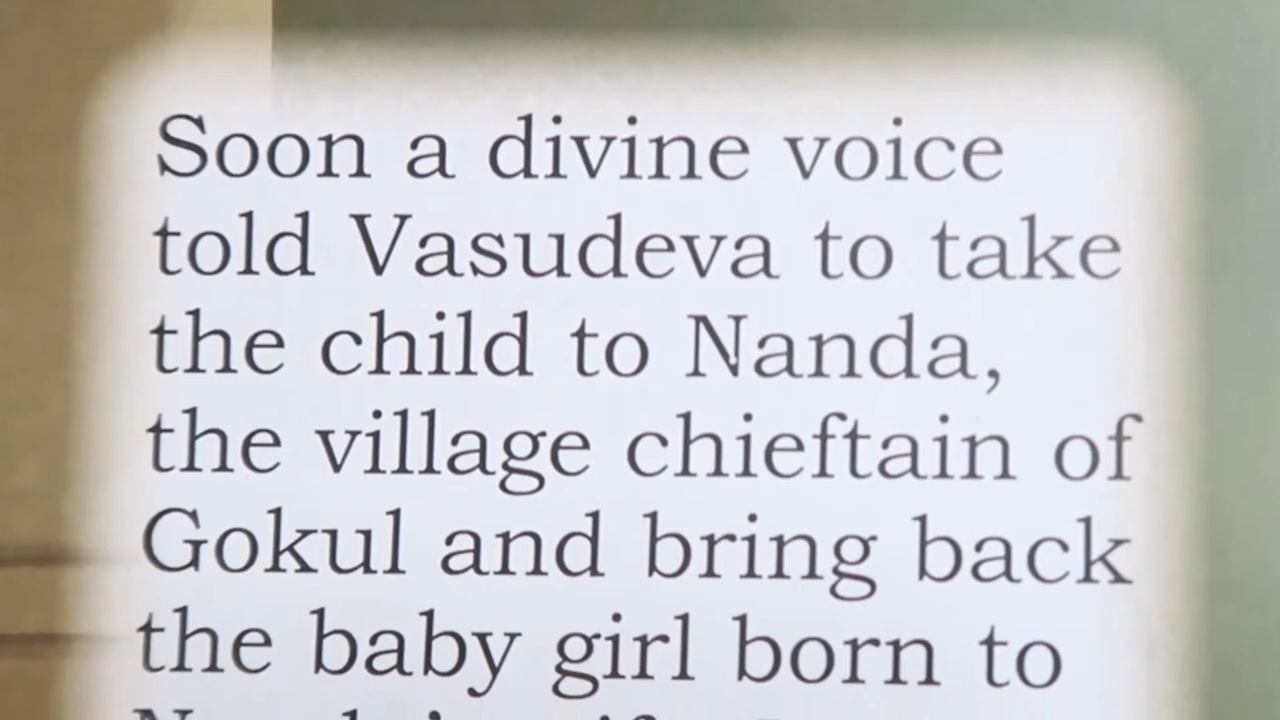 Soon a divine voice
told Vasudeva to take
the child to Nanda,
the village chieftain of
Gokul and bring back
the baby girl born to